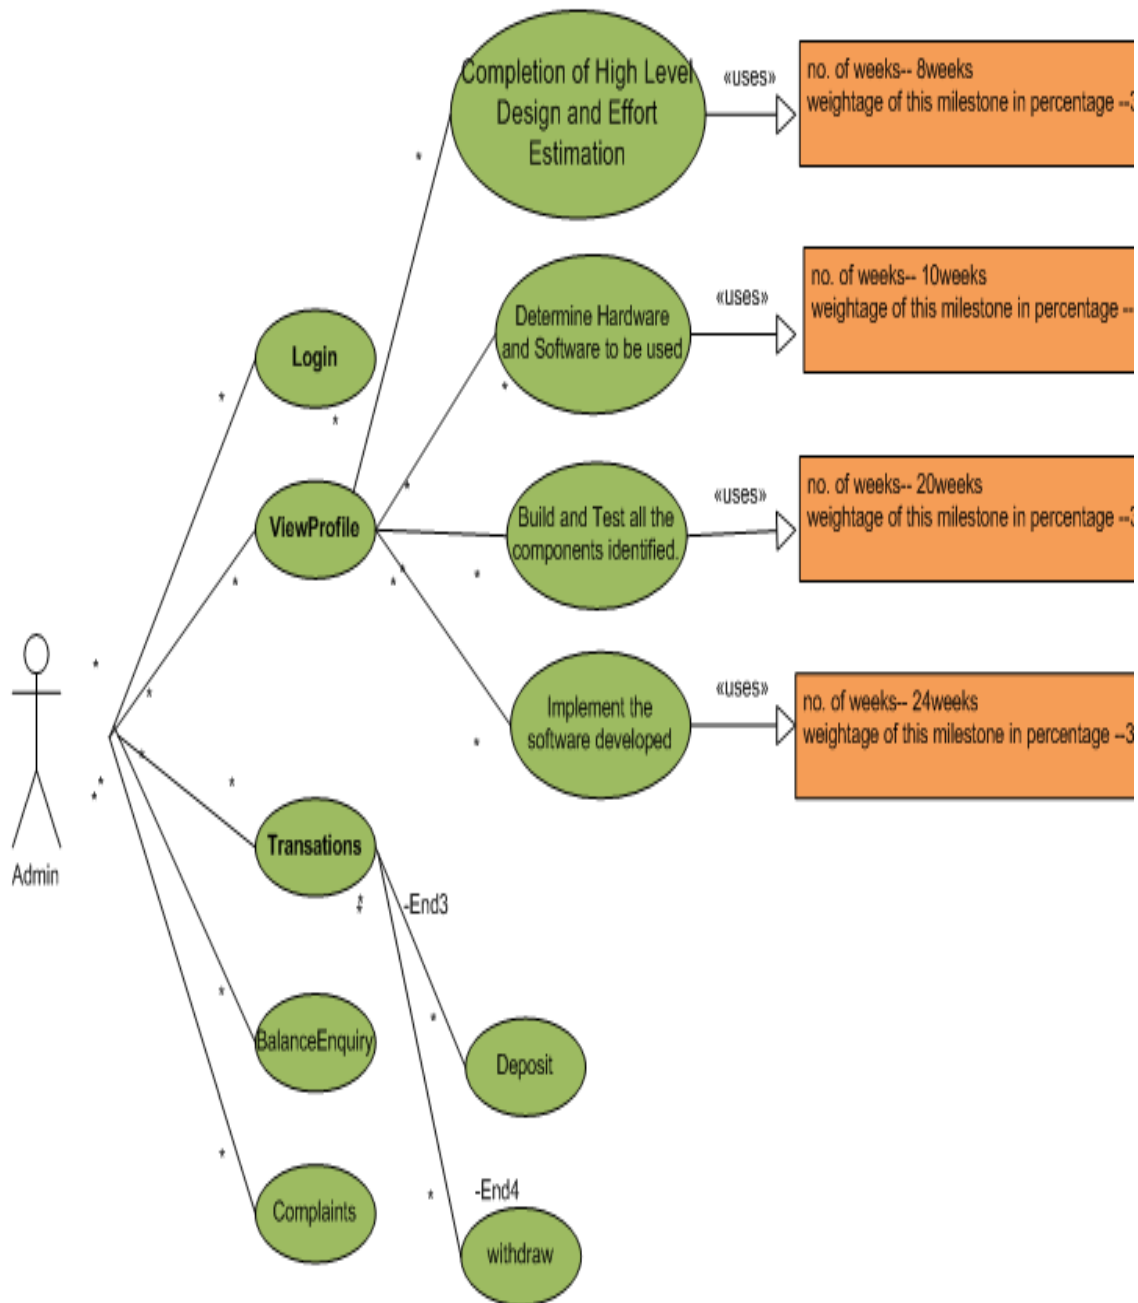 Completion of High Level
Design and Effort
Estimation
«uses»
no. of weeks-- 8weeks
weightage of this milestone in percentage --3
*
Determine Hardware
and Software to be used
«uses»
no. of weeks-- 10weeks
weightage of this milestone in percentage --
Login
*
*
*
*
ViewProfile
Build and Test all the
components identified.
«uses»
no. of weeks-- 20weeks
weightage of this milestone in percentage --3
*
*
*
*
Implement the
software developed
«uses»
no. of weeks-- 24weeks
weightage of this milestone in percentage --3
*
*
*
*
*
*
*
Admin
Transations
*
-End3
BalanceEnquiry
*
*
Deposit
Complaints
*
*
-End4
withdraw